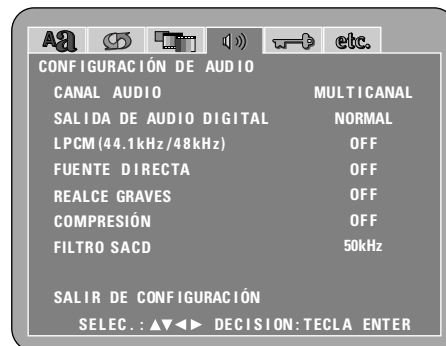 Aa etc.
CONFIGURACIÓN DE AUDIO
CANAL AUDIO MULTICANAL
SALIDA DE AUDIO DIGITAL NORMAL
LPCM (44.1kHz/48kHz) OFF
FUENTE DIRECTA OFF
REALCE GRAVES OFF
COMPRESIÓN OFF
FILTRO SACD 50kHz
SALIR DE CONFIGURACIÓN
SELEC.:▲▼◄► DECISION:TECLA ENTER